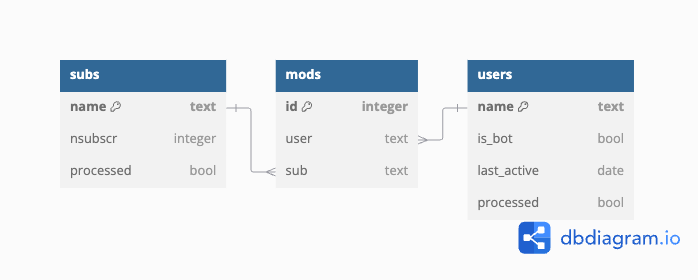 subs
name text
nsubscr integer
processed bool
mods
id integer
user text
sub text
users
name text
is_bot bool
last_active date
processed bool
dbdiagram.io